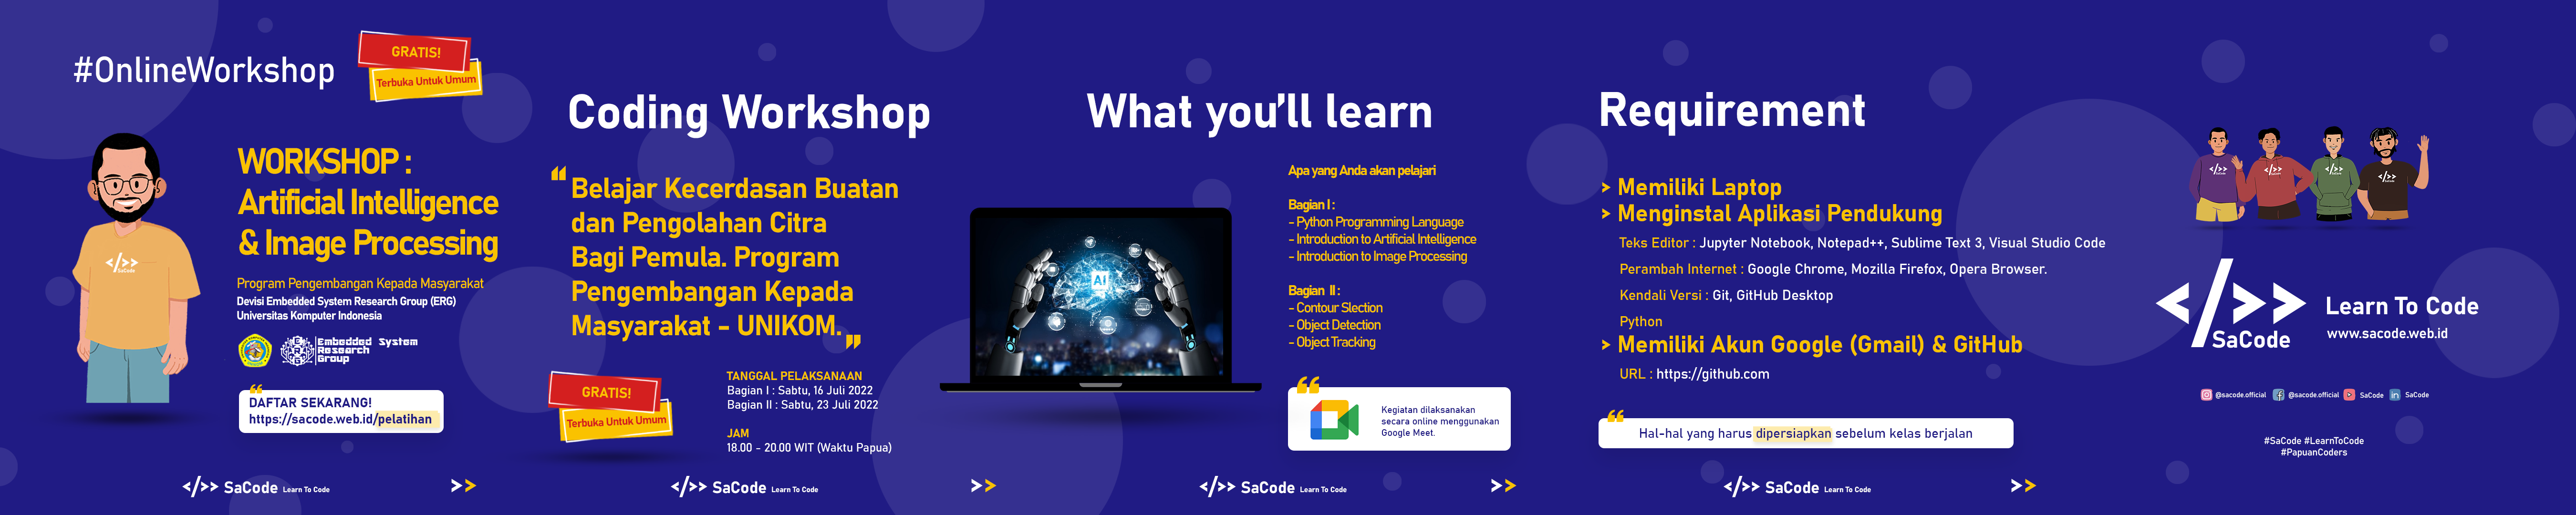 #OnlineWorkshop
GRATIS!
Terbuka Untuk Umum
WORKSHOP :
Artificial Intelligence
& Image Processing
Program Pengembangan Kepada Masyarakat
Devisi Embedded System Research Group (ERG)
Universitas Komputer Indonesia
Embedded System
Research
Group
DAFTAR SEKARANG!
https://sacode.web.id/pelatihan
SaCode
SaCode Learn To Code
>>
Coding Workshop
Belajar Kecerdasan Buatan
dan Pengolahan Citra
Bagi Pemula. Program
Pengembangan Kepada
Masyarakat - UNIKOM.
GRATIS!
Terbuka Untuk Umum
TANGGAL PELAKSANAAN
Bagian I : Sabtu, 16 Juli 2022
Bagian II : Sabtu, 23 Juli 2022
JAM
18.00 - 20.00 WIT (Waktu Papua)
SaCode Learn To Code
>>
What you'll learn
AI
Apa yang Anda akan pelajari
Bagian I :
- Python Programming Language
- Introduction to Artificial Intelligence
- Introduction to Image Processing
Bagian II :
- Contour Slection
- Object Detection
- Object Tracking
Kegiatan dilaksanakan
secara online menggunakan
Google Meet.
SaCode Learn To Code
>>
Requirement
> Memiliki Laptop
> Menginstal Aplikasi Pendukung
Teks Editor : Jupyter Notebook, Notepad++, Sublime Text 3, Visual Studio Code
Perambah Internet : Google Chrome, Mozilla Firefox, Opera Browser.
Kendali Versi : Git, GitHub Desktop
Python
> Memiliki Akun Google (Gmail) & GitHub
URL : https://github.com
Hal-hal yang harus dipersiapkan sebelum kelas berjalan
SaCode Learn To Code
>>
</>>
SaCode
Learn To Code
www.sacode.web.id
@sacode.official @sacode.official SaCode SaCode
#SaCode #LearnToCode
#PapuanCoders